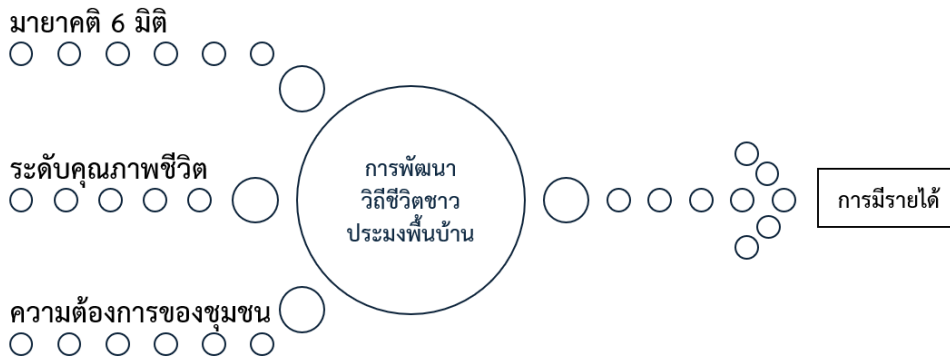 มายาคติ 6 มิติ
ระดับคุณภาพชีวิต
ความต้องการของชุมชน
การพัฒนา
วิถีชีวิตชาว
ประมงพื้นบ้าน
การมีรายได้